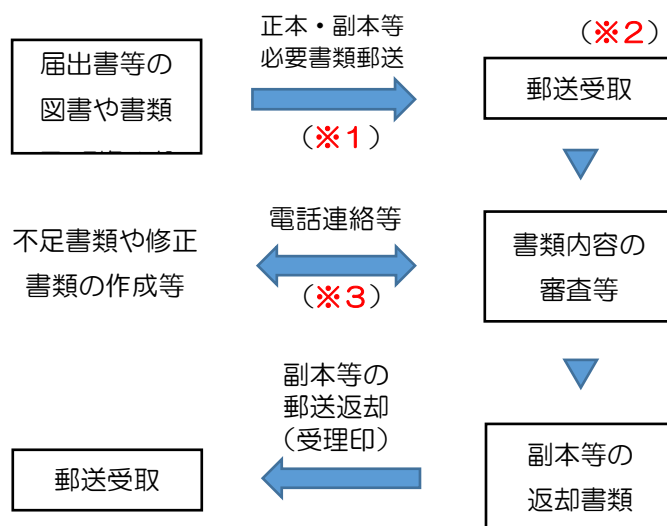 正本・副本等
必要書類郵送
（※２）
届出書等の
図書や書類
郵送受取
（※１）
電話連絡等
不足書類や修正
書類の作成等
（※３）
書類内容の
審査等
副本等の
郵送返却
（受理印）
郵送受取
副本等の
返却書類